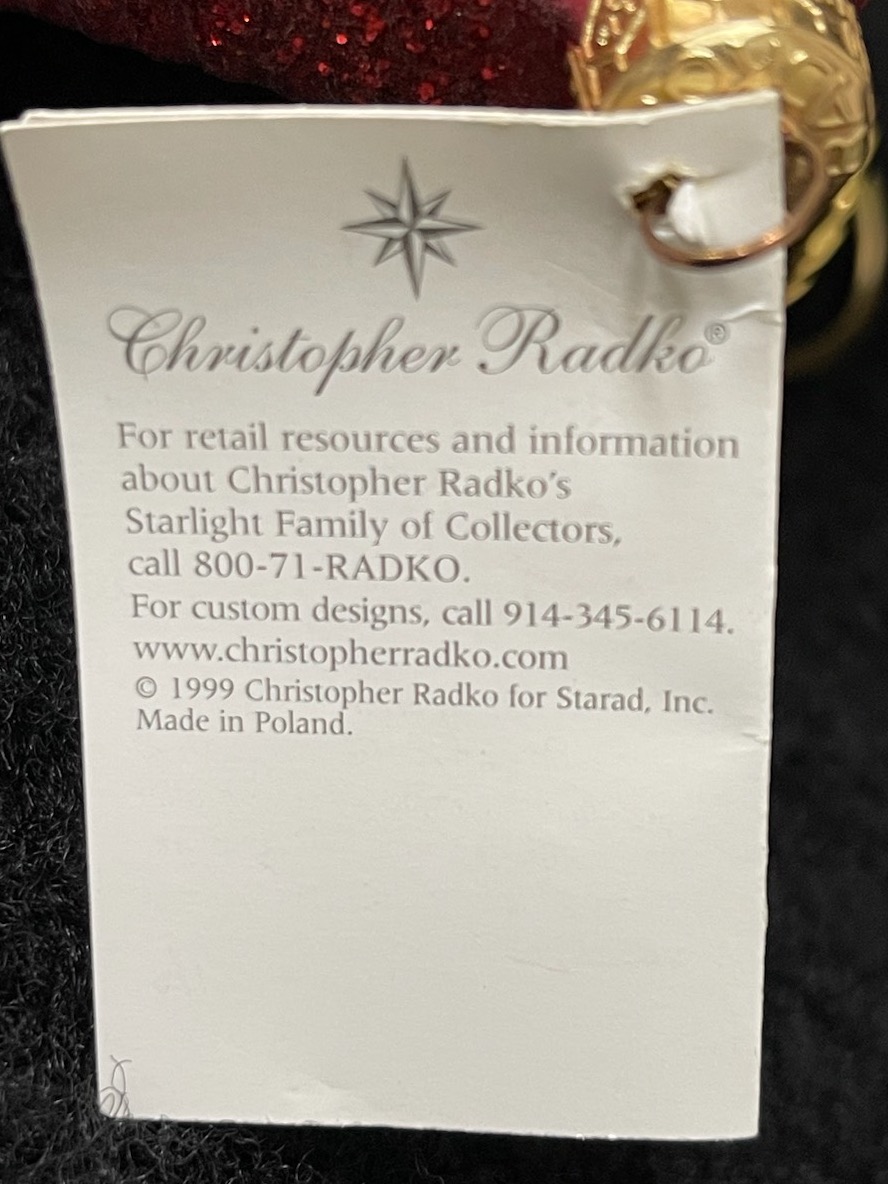 Christopher Radko®
For retail resources and information
about Christopher Radko's
Starlight Family of Collectors,
call 800-71-RADKO.
For custom designs, call 914-345-6114.
www.christopherradko.com
© 1999 Christopher Radko for Starad, Inc.
Made in Poland.